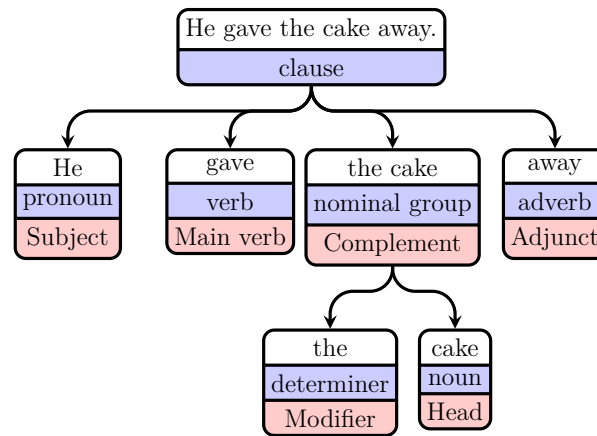 He gave the cake away.
clause
He
pronoun
Subject
gave
verb
Main verb
the cake
nominal group
Complement
away
adverb
Adjunct
the
determiner
Modifier
cake
noun
Head